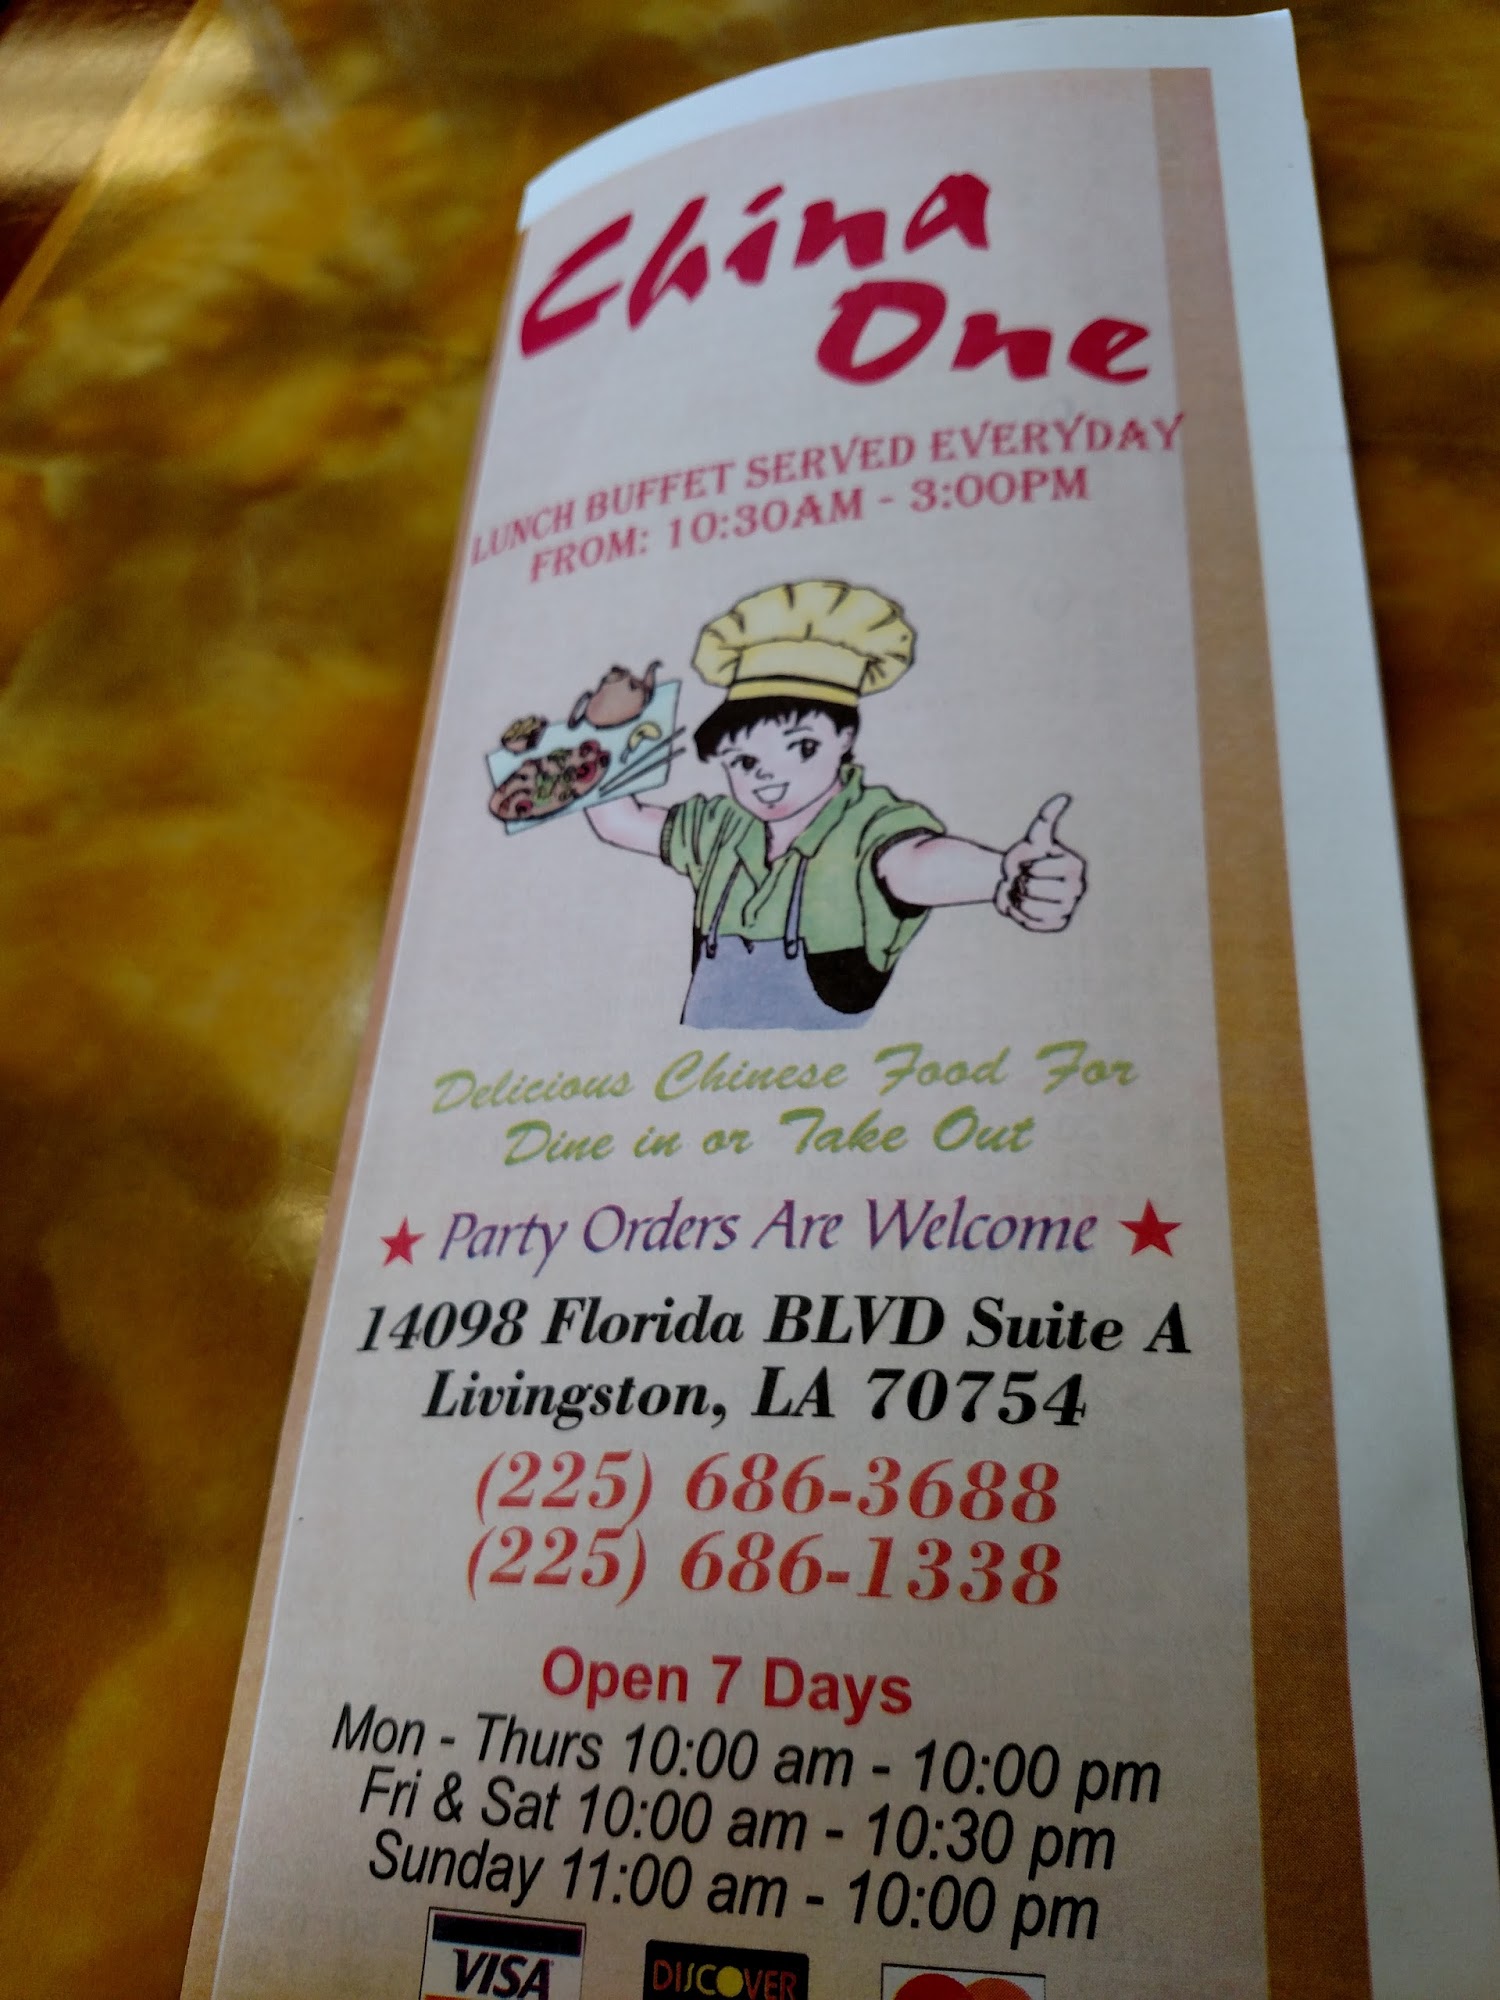 China
One
LUNCH BUFFET SERVED EVERYDAY
FROM: 10:30AM - 3:00PM
Delicious Chinese Food For
Dine in or Take Out
★ Party Orders Are Welcome ★
14098 Florida BLVD Suite A
Livingston, LA 70754
(225) 686-3688
(225) 686-1338
Open 7 Days
Mon - Thurs 10:00 am - 10:00 pm
Fri & Sat 10:00 am - 10:30 pm
Sunday 11:00 am - 10:00 pm
VISA DISCOVER